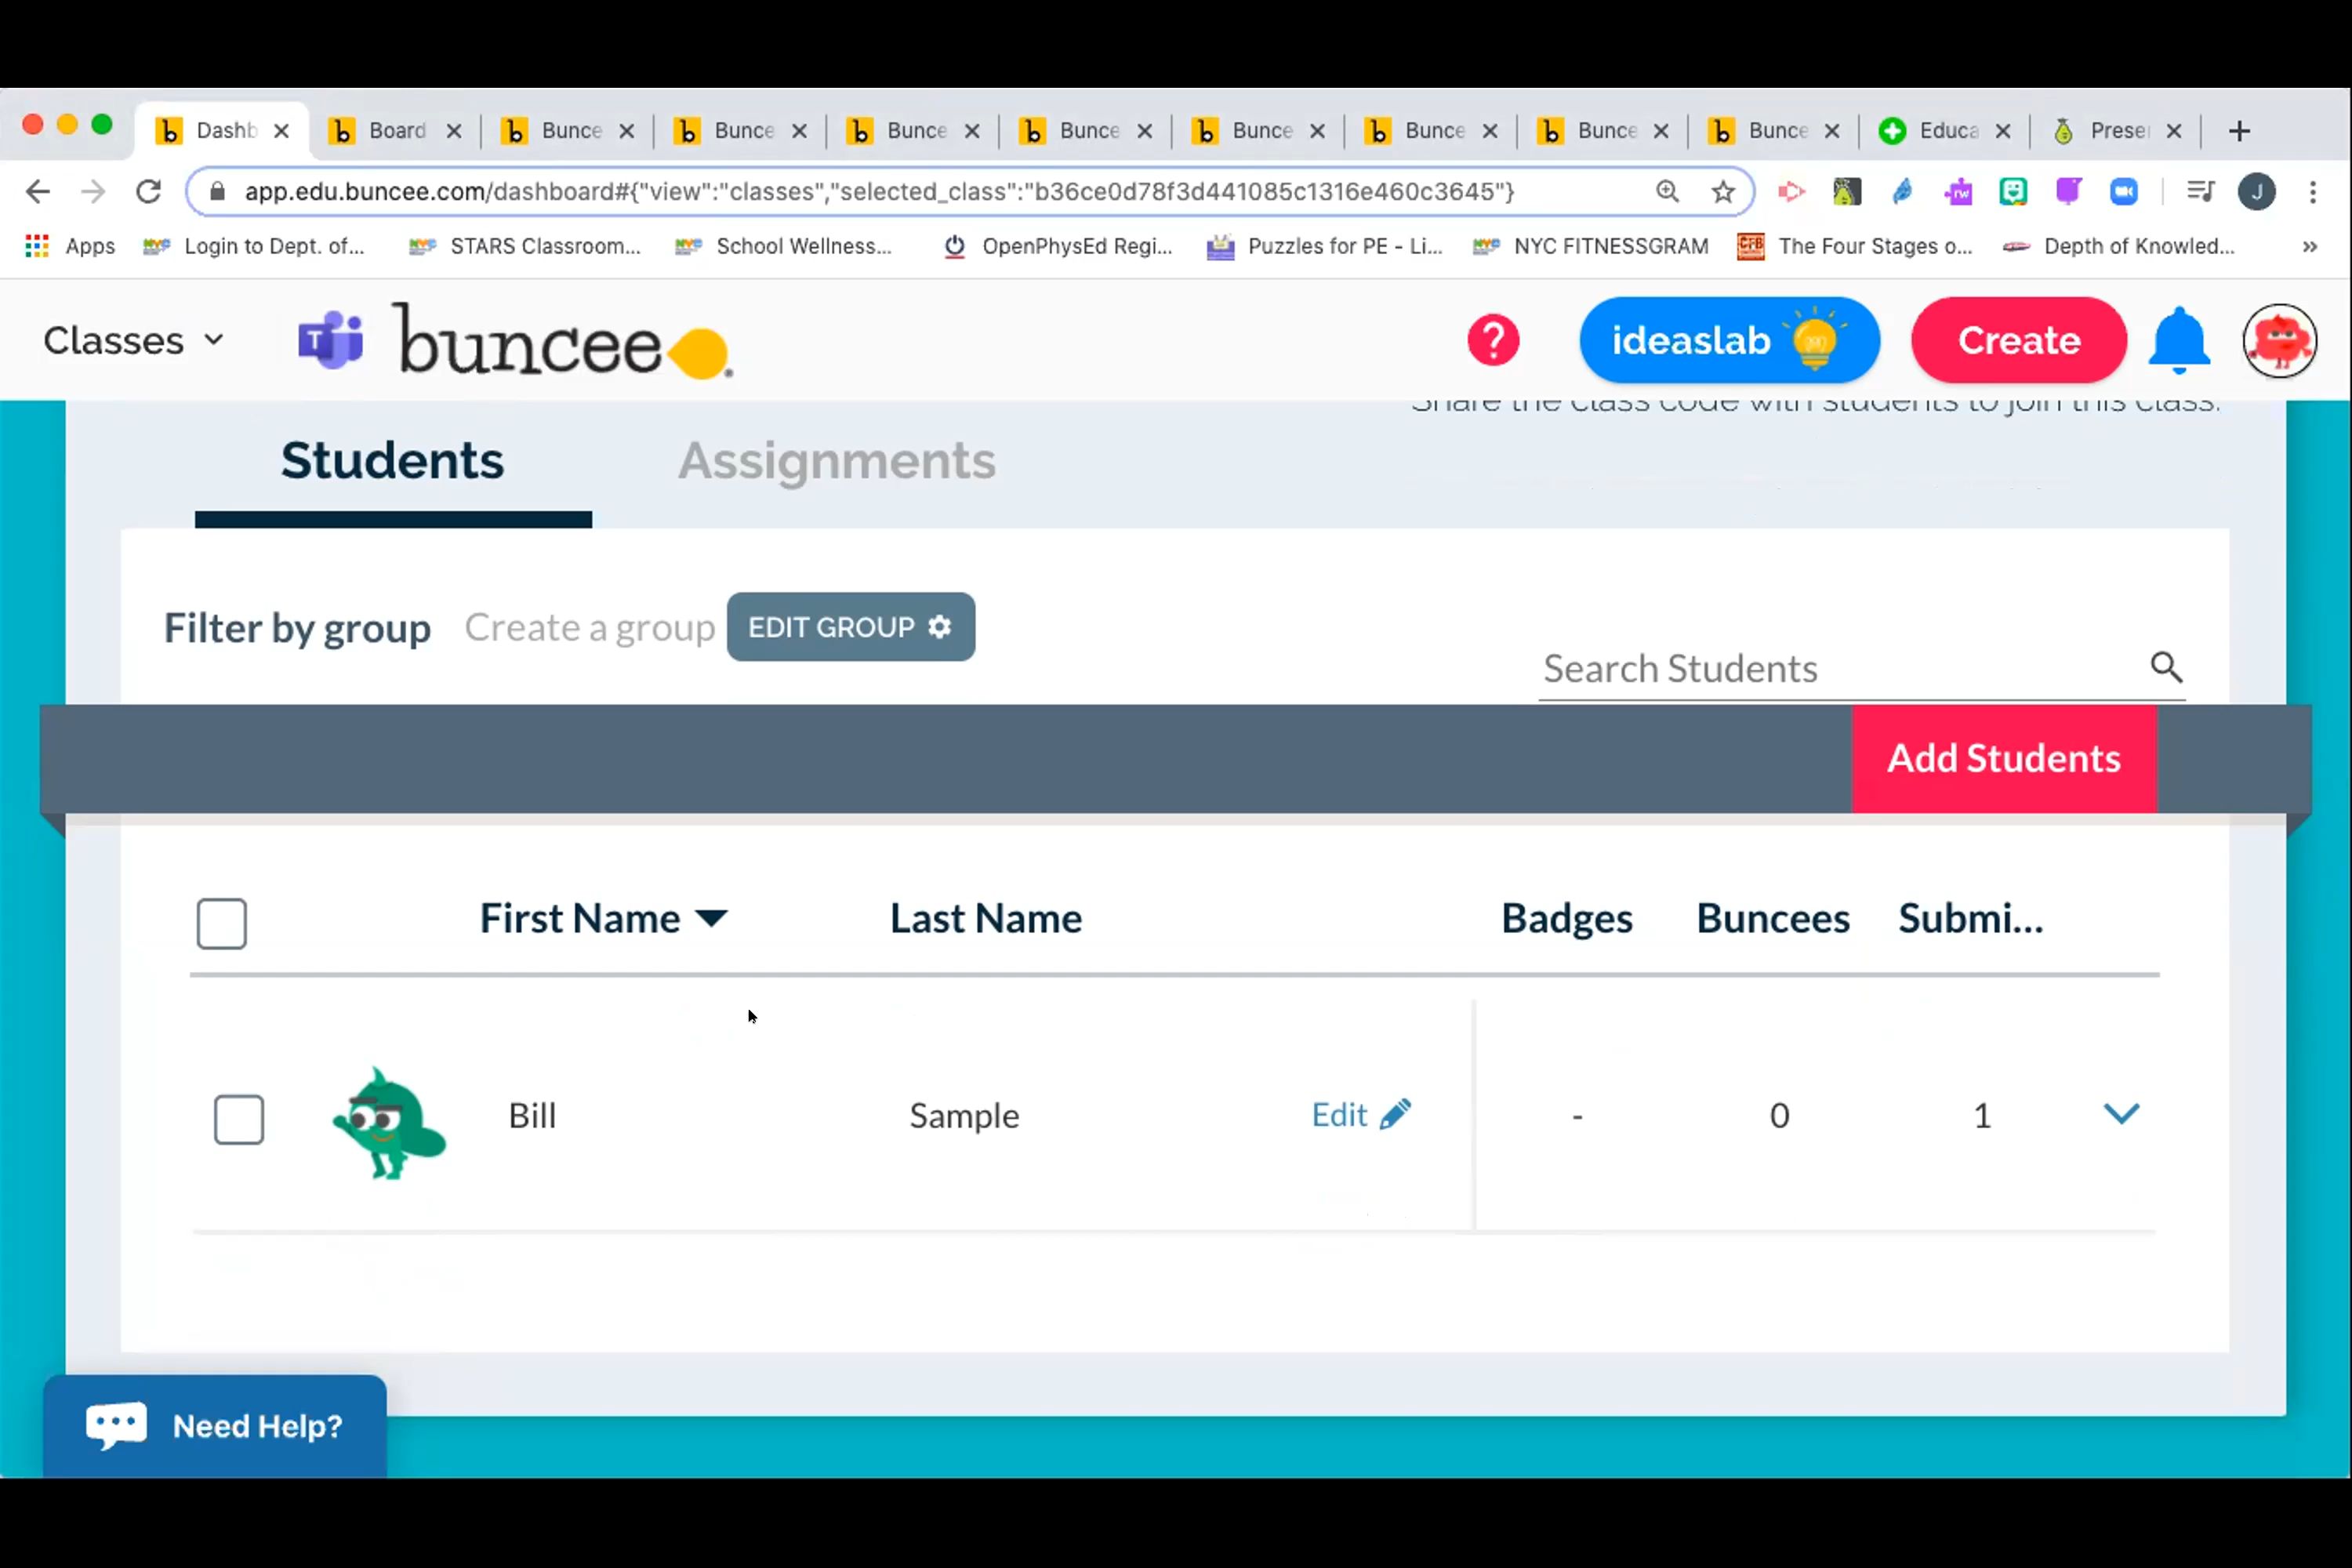 Dashb Board Bunce Bunce Bunce Bunce Bunce Bunce Bunce Bunce Educa Preser
app.edu.buncee.com/dashboard#{"view":"classes","selected_class":"b36ce0d78f3d441085c1316e460c3645"} J
Apps Login to Dept. of... STARS Classroom... School Wellness... OpenPhysEd Regi... Puzzles for PE - Li... NYC FITNESSGRAM The Four Stages o... Depth of Knowled... »
Classes buncee ? ideaslab Create
Share the class code with students to join this class.
Students Assignments
Filter by group Create a group EDIT GROUP
Search Students
Add Students
First Name Last Name Badges Buncees Submi...
Bill Sample Edit - 0 1
Need Help?